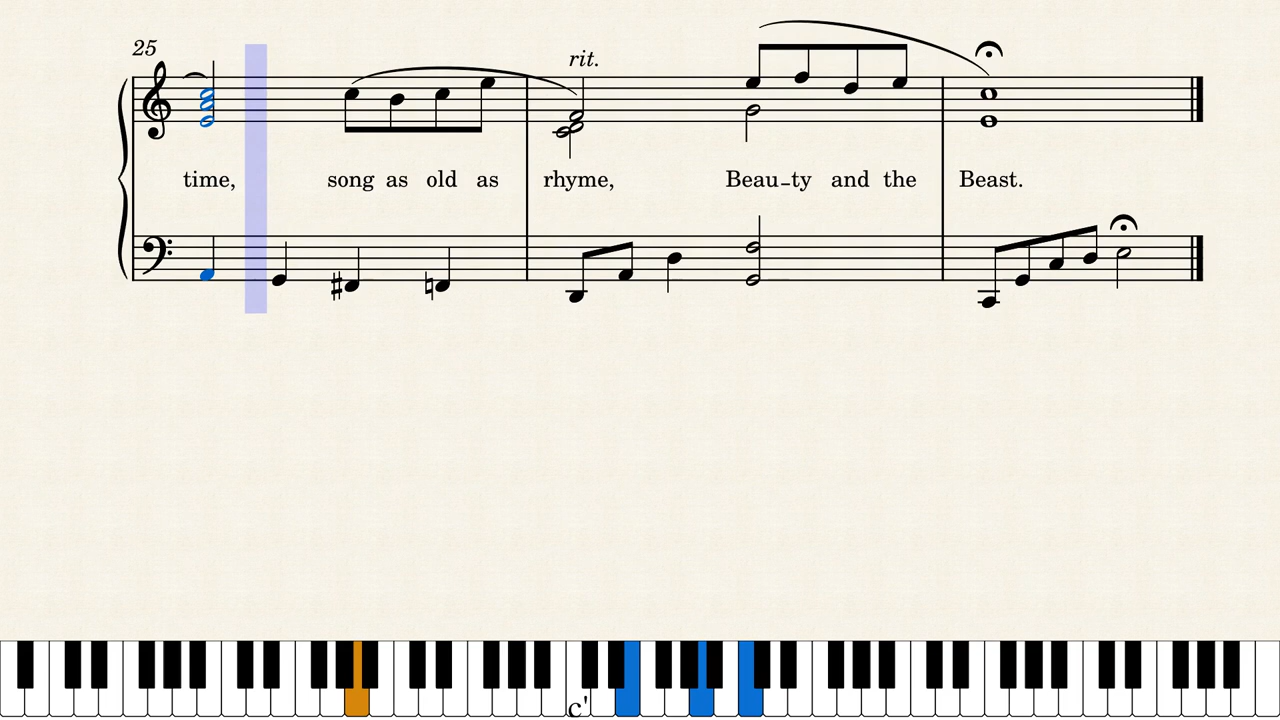 25
rit.
time, song as old as rhyme, Beau-ty and the Beast.
c'